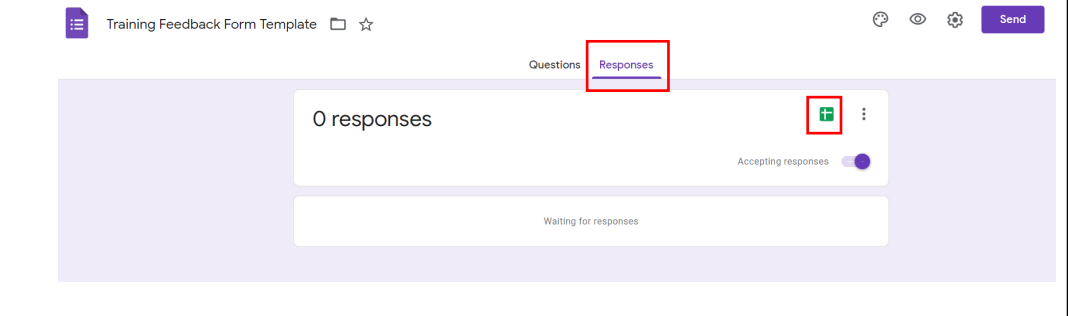 Training Feedback Form Template
Send
Questions Responses
0 responses
Accepting responses
Waiting for responses